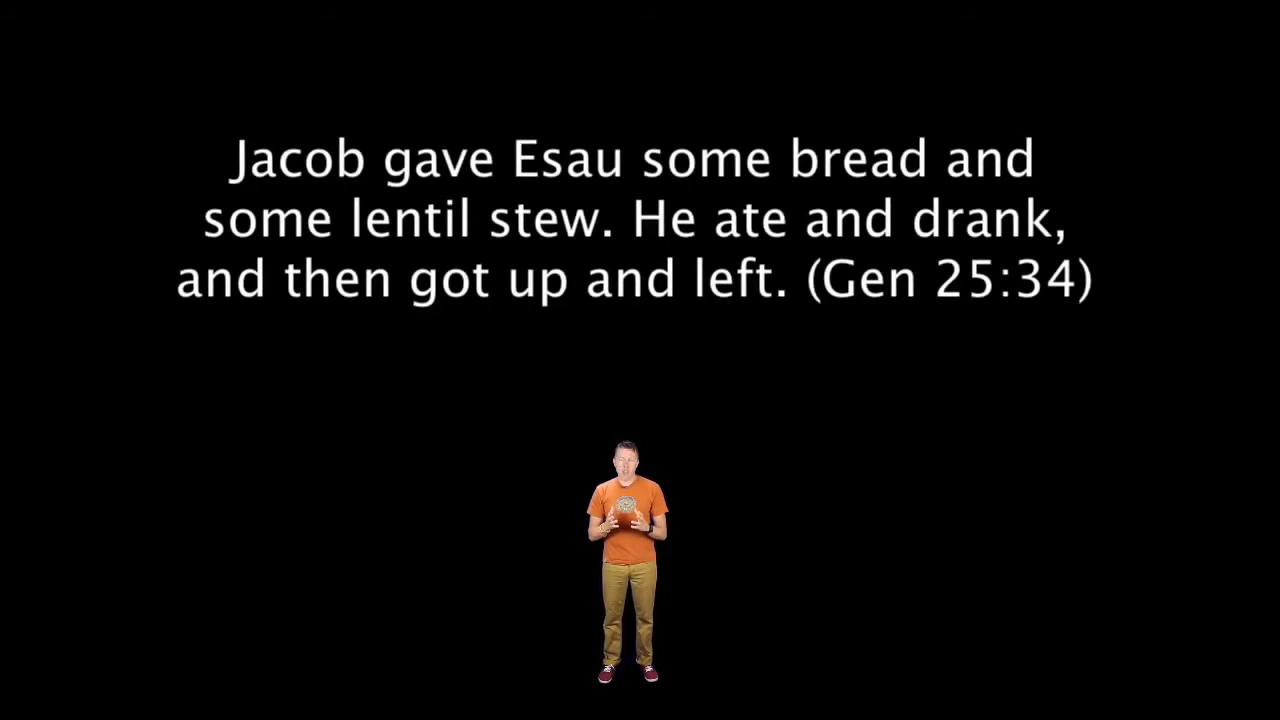 Jacob gave Esau some bread and
some lentil stew. He ate and drank,
and then got up and left. (Gen 25:34)